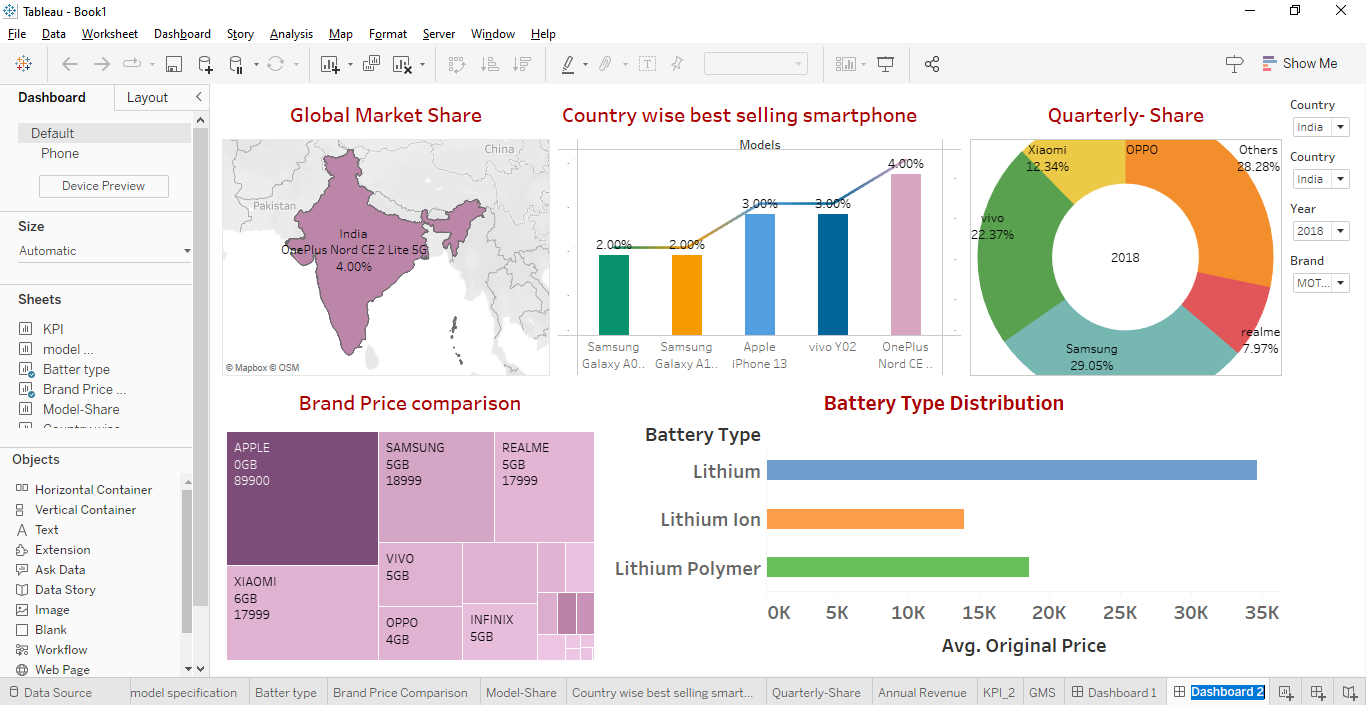 Tableau - Book1
File Data Worksheet Dashboard Story Analysis Map Format Server Window Help
Show Me
Dashboard Layout
Default
Phone
Device Preview
Size
Automatic
Sheets
KPI
model ...
Batter type
Brand Price ...
Model-Share
Objects
Horizontal Container
Vertical Container
Text
Extension
Ask Data
Data Story
Image
Blank
Workflow
Web Page
Global Market Share
China
Pakistan
India
OnePlus Nord CE 2 Lite 5G
4.00%
© Mapbox © OSM
Country wise best selling smartphone
Models
2.00% 2.00% 3.00% 3.00% 4.00%
Samsung Samsung Apple vivo Y02 OnePlus
Galaxy A0.. Galaxy A1.. iPhone 13 Nord CE ..
Quarterly- Share
Xiaomi
12.34%
OPPO
Others
28.28%
vivo
22.37%
2018
realme
7.97%
Samsung
29.05%
Country
India
Country
India
Year
2018
Brand
MOT...
Brand Price comparison
APPLE
0GB
89900
SAMSUNG
5GB
18999
REALME
5GB
17999
XIAOMI
6GB
17999
VIVO
5GB
OPPO
4GB
INFINIX
5GB
Battery Type Distribution
Battery Type
Lithium
Lithium Ion
Lithium Polymer
0K 5K 10K 15K 20K 25K 30K 35K
Avg. Original Price
Data Source model specification Batter type Brand Price Comparison Model-Share Country wise best selling smart... Quarterly-Share Annual Revenue KPI_2 GMS Dashboard 1 Dashboard 2